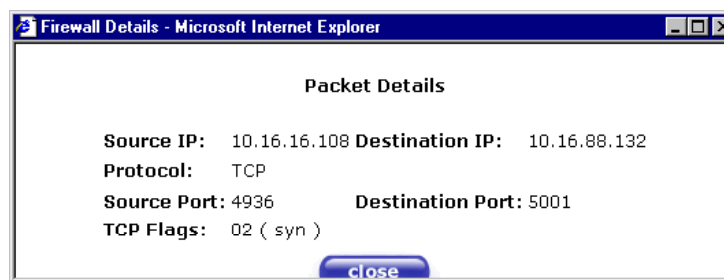 Firewall Details - Microsoft Internet Explorer
Packet Details
Source IP: 10.16.16.108 Destination IP: 10.16.88.132
Protocol: TCP
Source Port: 4936 Destination Port: 5001
TCP Flags: 02 ( syn )
close